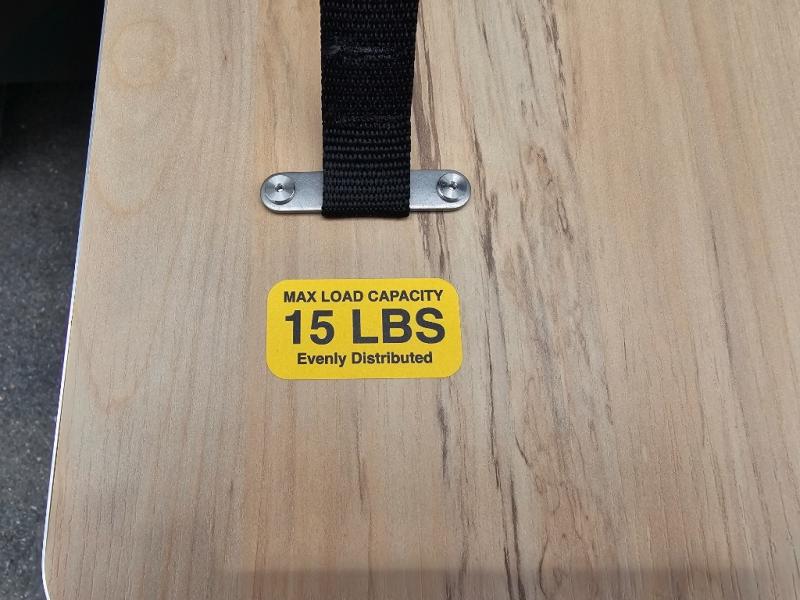 MAX LOAD CAPACITY
15 LBS
Evenly Distributed